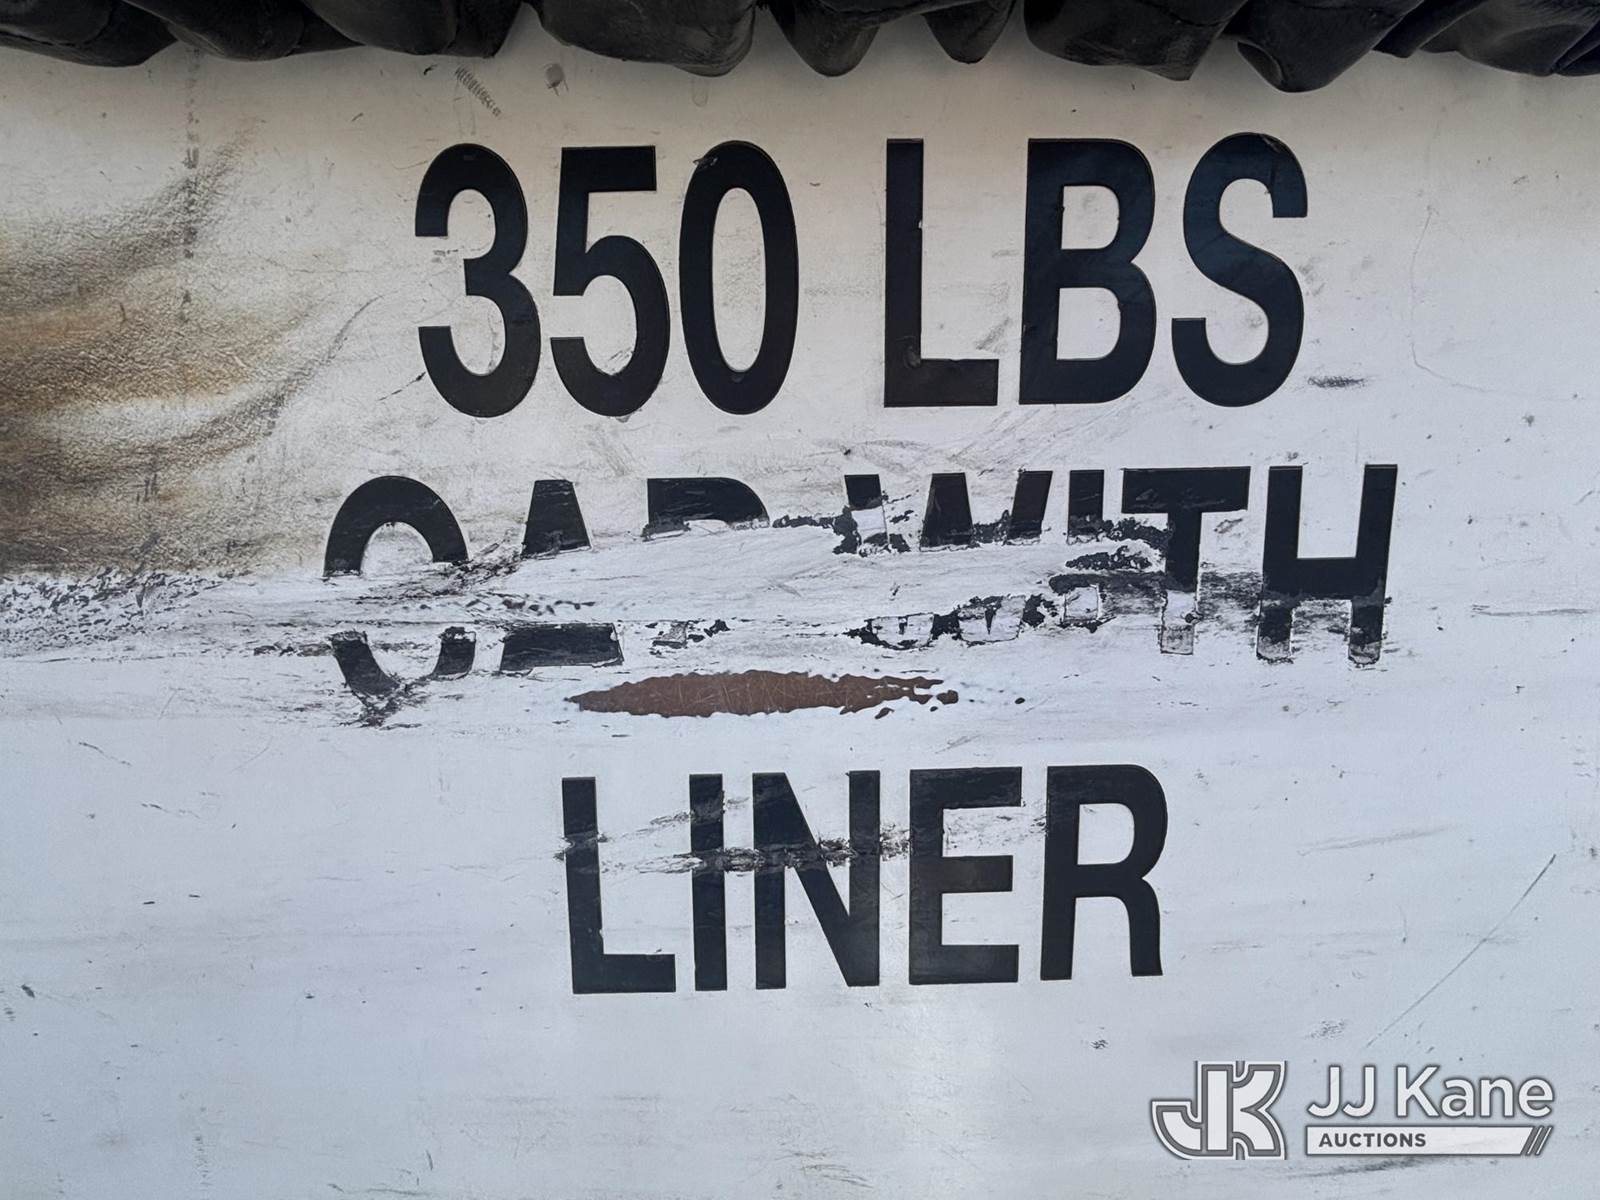 350 LBS
CAP WITH
LINER
JJ Kane
AUCTIONS